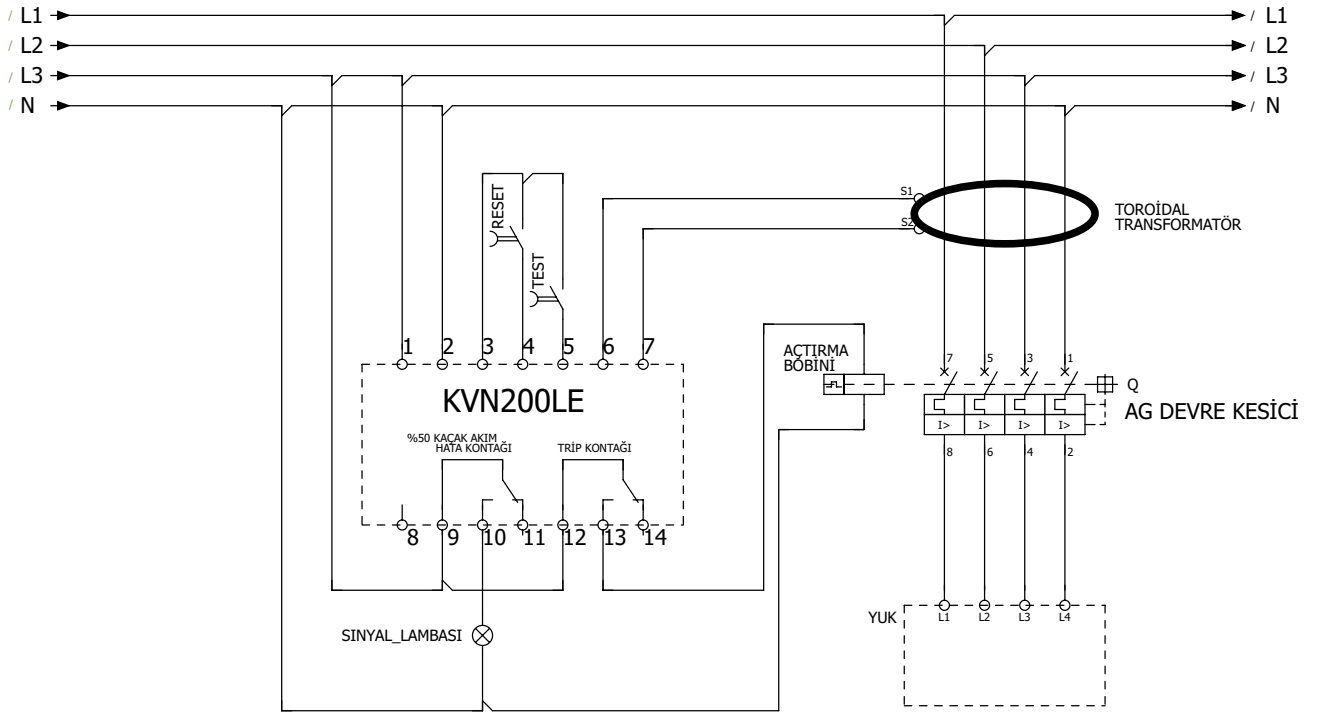 / L1 / L1
/ L2 / L2
/ L3 / L3
/ N / N
RESET
TEST
S1
S2
TOROİDAL
TRANSFORMATÖR
1 2 3 4 5 6 7
KVN200LE
%50 KAÇAK AKIM
HATA KONTAĞI
TRİP KONTAĞI
8 9 10 11 12 13 14
AÇTIRMA
BOBİNİ
7 5 3 1
Q
AG DEVRE KESİCİ
I> I> I> I>
8 6 4 2
SINYAL_LAMBASI
YUK
L1 L2 L3 L4